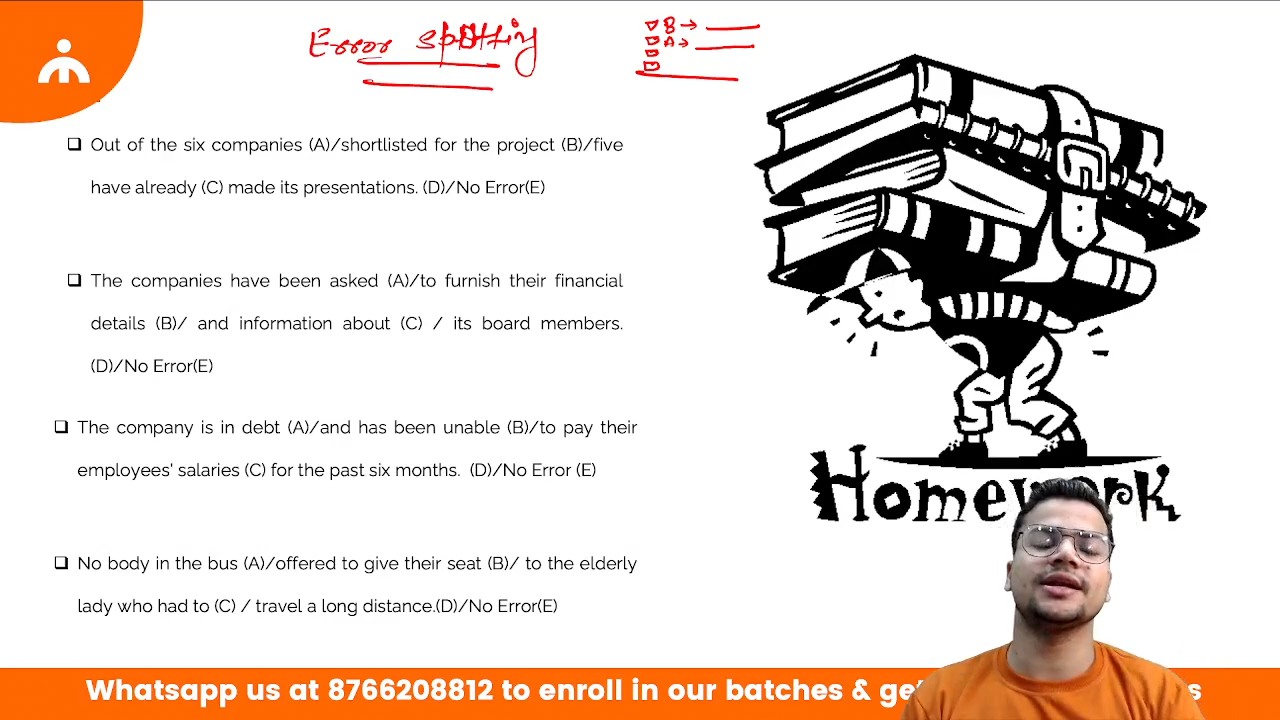 Error spotting
B →
A →
Out of the six companies (A)/shortlisted for the project (B)/five
have already (C) made its presentations. (D)/No Error(E)
The companies have been asked (A)/to furnish their financial
details (B)/ and information about (C) / its board members.
(D)/No Error(E)
The company is in debt (A)/and has been unable (B)/to pay their
employees' salaries (C) for the past six months. (D)/No Error (E)
No body in the bus (A)/offered to give their seat (B)/ to the elderly
lady who had to (C) / travel a long distance.(D)/No Error(E)
Homework
Whatsapp us at 8766208812 to enroll in our batches & ge